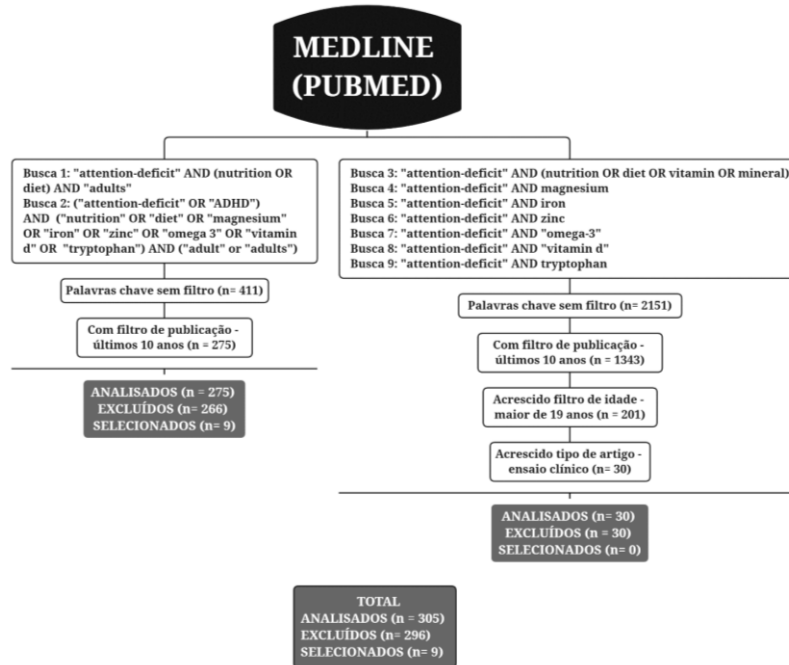 MEDLINE
(PUBMED)
Busca 1: "attention-deficit" AND (nutrition OR
diet) AND "adults"
Busca 2: ("attention-deficit" OR "ADHD")
AND ("nutrition" OR "diet" OR "magnesium"
OR "iron" OR "zinc" OR "omega 3" OR "vitamin
d" OR "tryptophan") AND ("adult" or "adults")
Palavras chave sem filtro (n= 411)
Com filtro de publicação -
últimos 10 anos (n = 275)
ANALISADOS (n = 275)
EXCLUÍDOS (n= 266)
SELECIONADOS (n= 9)
Busca 3: "attention-deficit" AND (nutrition OR diet OR vitamin OR mineral)
Busca 4: "attention-deficit" AND magnesium
Busca 5: "attention-deficit" AND iron
Busca 6: "attention-deficit" AND zinc
Busca 7: "attention-deficit" AND "omega-3"
Busca 8: "attention-deficit" AND "vitamin d"
Busca 9: "attention-deficit" AND tryptophan
Palavras chave sem filtro (n= 2151)
Com filtro de publicação -
últimos 10 anos (n = 1343)
Acrescido filtro de idade -
maior de 19 anos (n = 201)
Acrescido tipo de artigo -
ensaio clínico (n= 30)
ANALISADOS (n= 30)
EXCLUÍDOS (n= 30)
SELECIONADOS (n= 0)
TOTAL
ANALISADOS (n = 305)
EXCLUÍDOS (n= 296)
SELECIONADOS (n= 9)